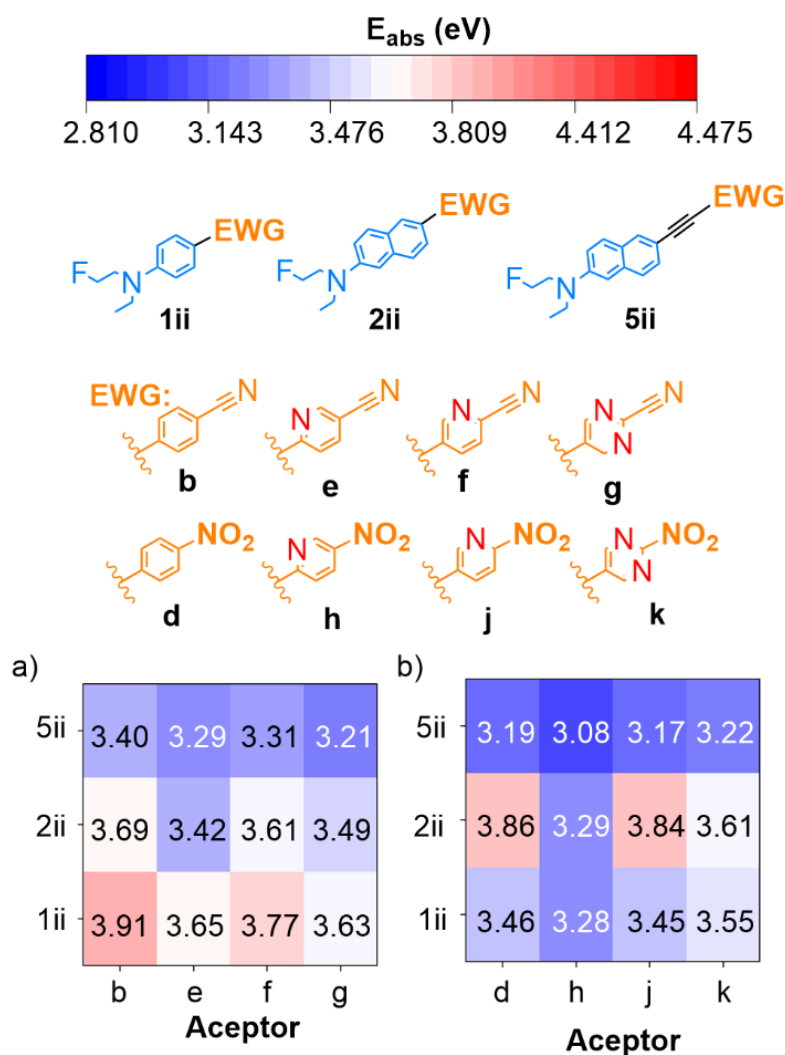 E_abs (eV)
2.810 3.143 3.476 3.809 4.412 4.475
EWG EWG EWG
F N F N F N
1ii 2ii 5ii
EWG: N N N N N N N N
b e f g
NO₂ N NO₂ N NO₂ N N NO₂
d h j k
a) b)
5ii 3.40 3.29 3.31 3.21
2ii 3.69 3.42 3.61 3.49
1ii 3.91 3.65 3.77 3.63
b e f g
Aceptor
5ii 3.19 3.08 3.17 3.22
2ii 3.86 3.29 3.84 3.61
1ii 3.46 3.28 3.45 3.55
d h j k
Aceptor